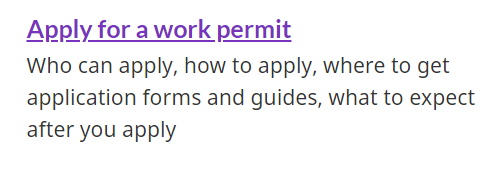 Apply for a work permit
Who can apply, how to apply, where to get
application forms and guides, what to expect
after you apply